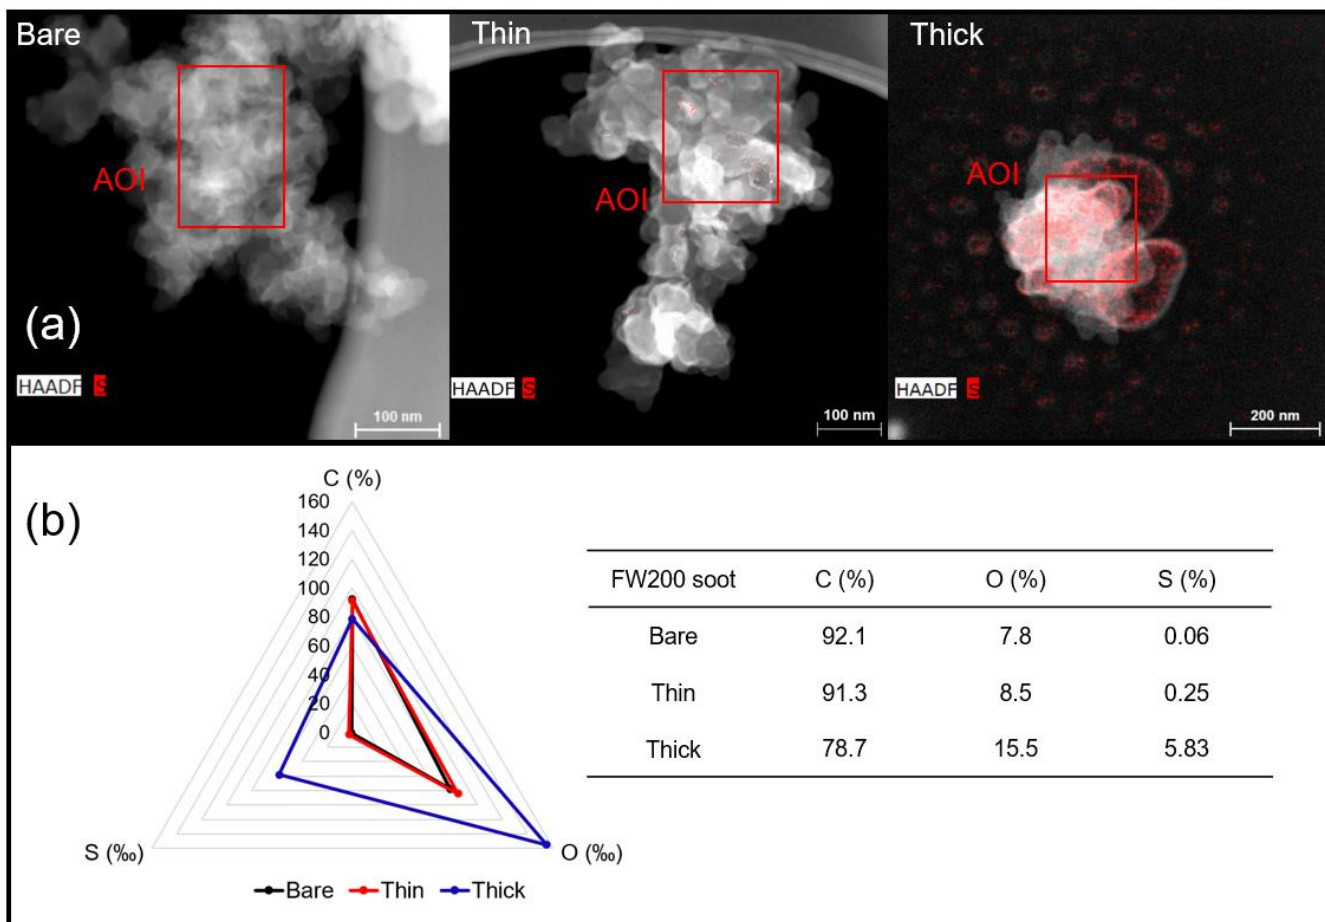 Bare
Thin
Thick
AOI
AOI
AOI
(a)
HAADF S
HAADF S
HAADF S
100 nm
100 nm
200 nm
(b)
C (%)
160
140
120
100
80
60
40
20
0
S (‰)
O (‰)
Bare Thin Thick
FW200 soot C (%) O (%) S (%)
Bare 92.1 7.8 0.06
Thin 91.3 8.5 0.25
Thick 78.7 15.5 5.83